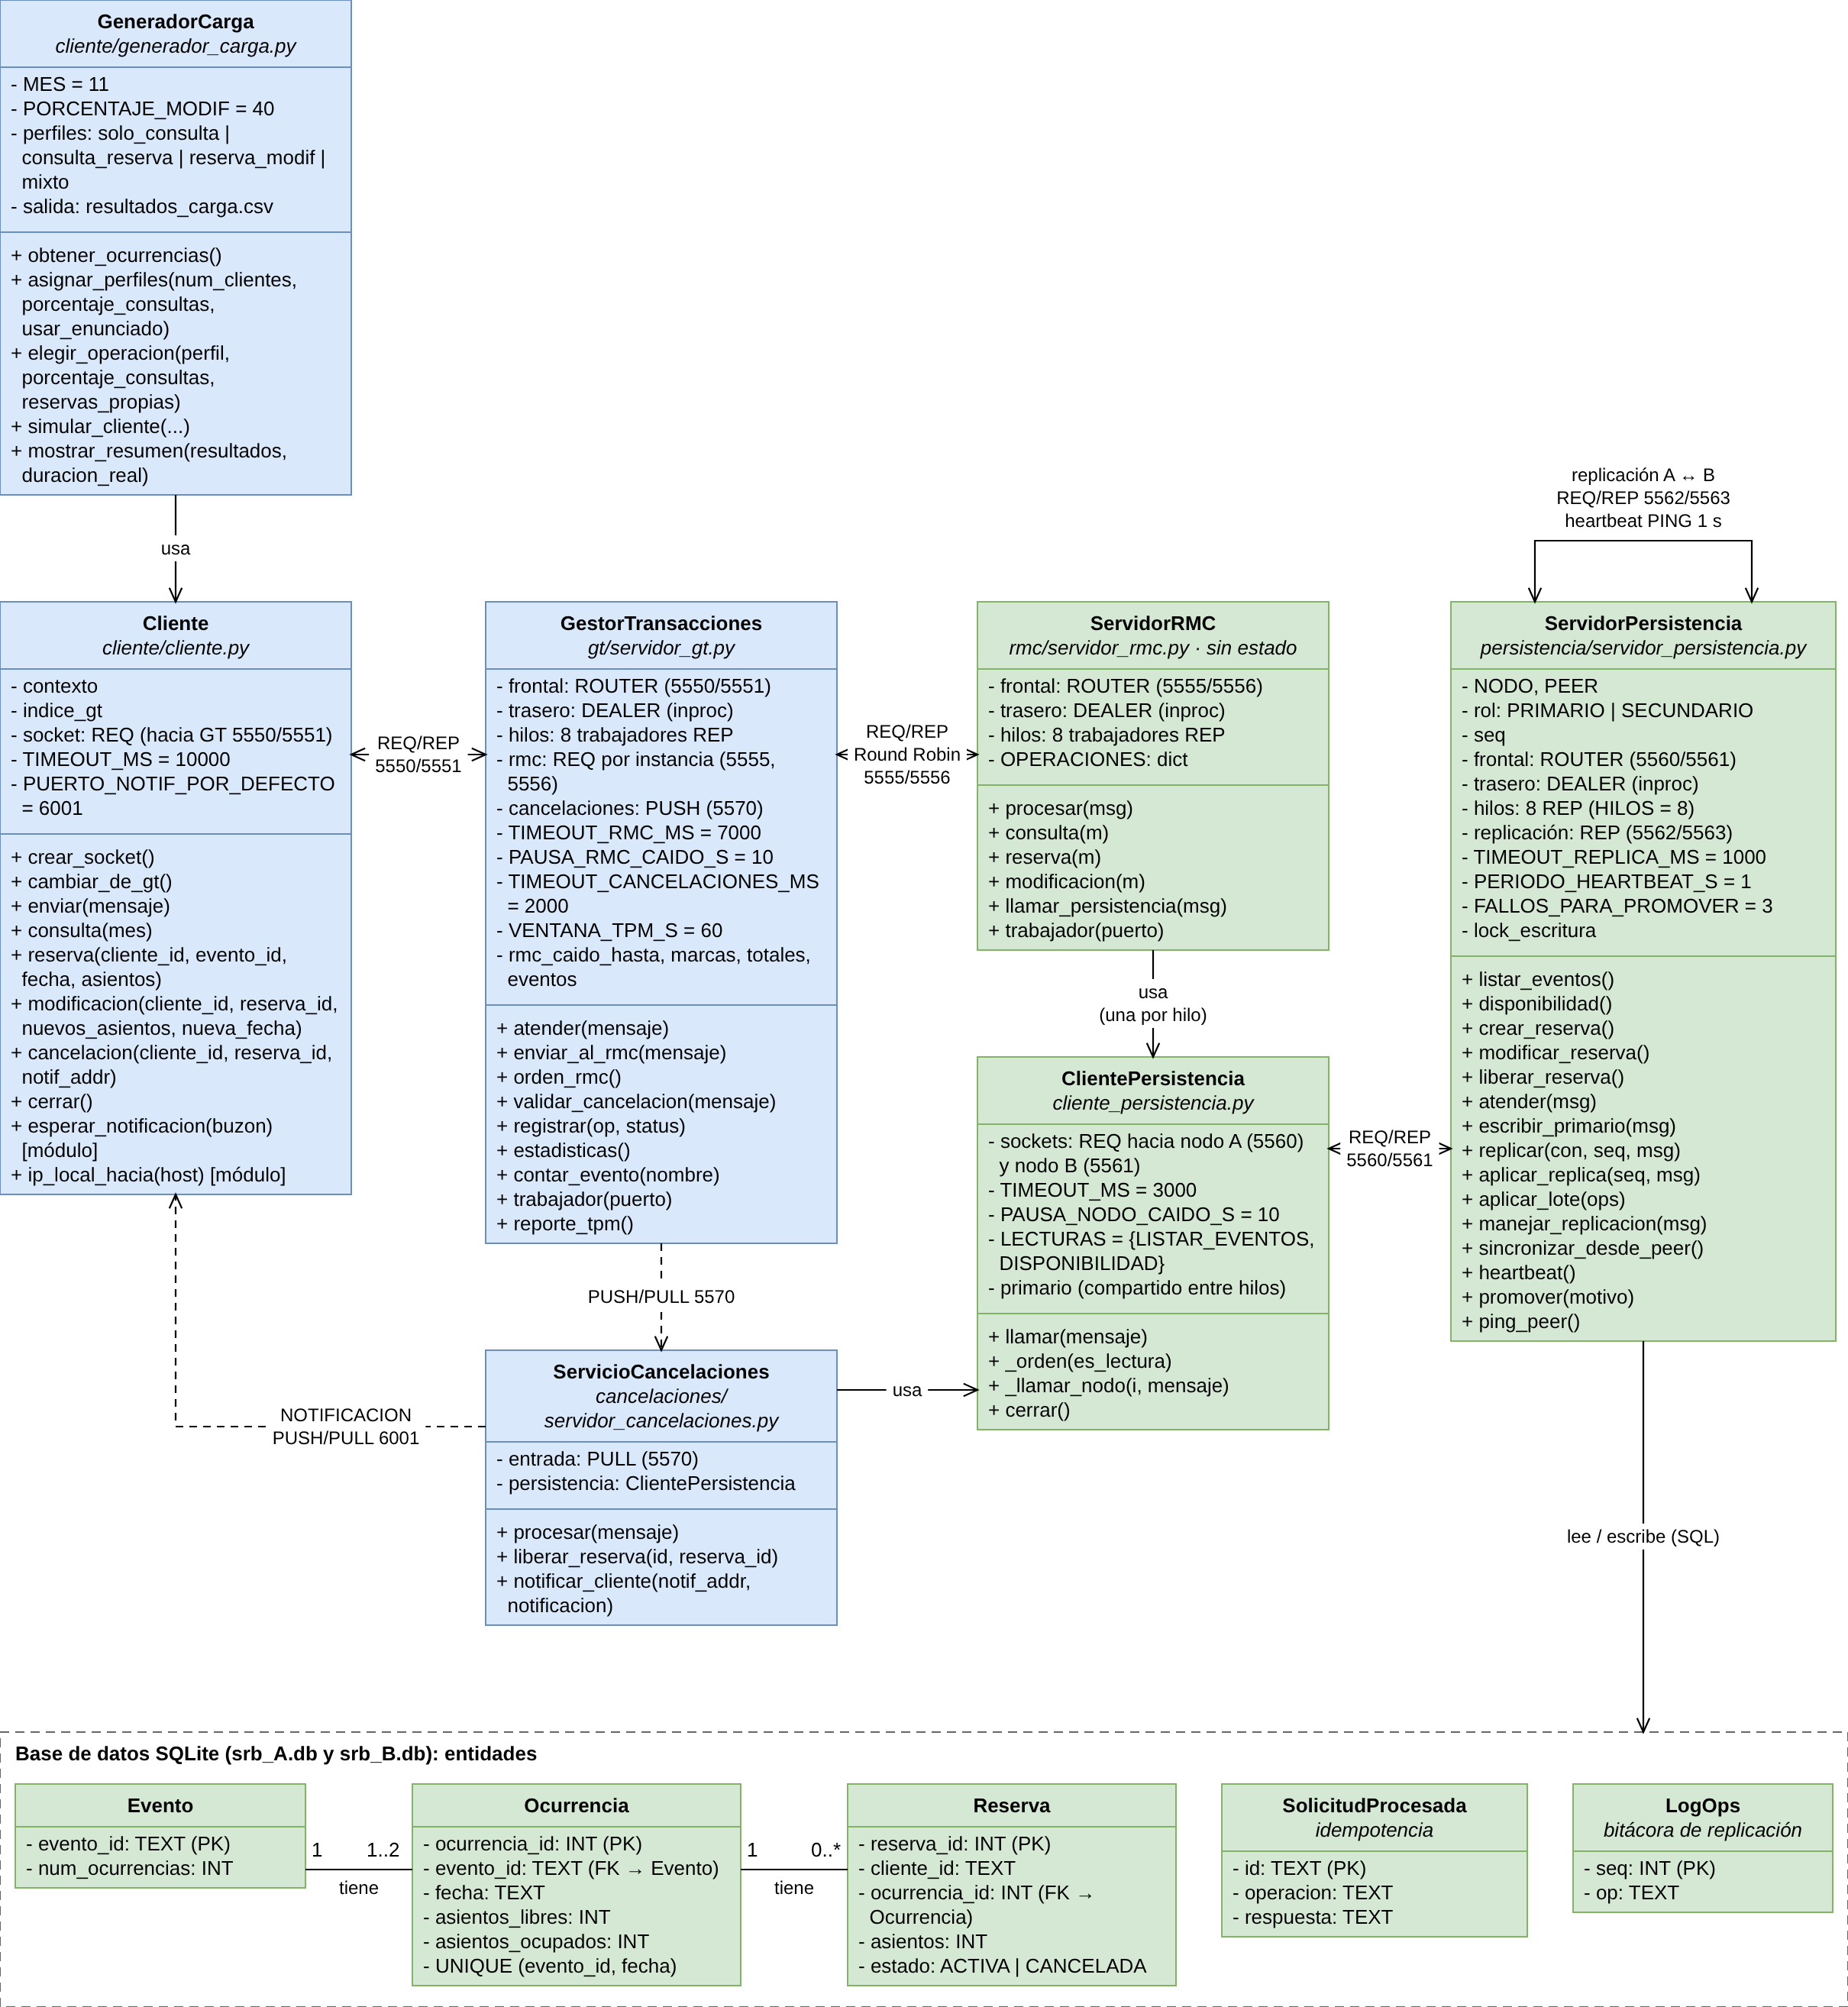 GeneradorCarga
cliente/generador_carga.py
- MES = 11
- PORCENTAJE_MODIF = 40
- perfiles: solo_consulta |
consulta_reserva | reserva_modif |
mixto
- salida: resultados_carga.csv
+ obtener_ocurrencias()
+ asignar_perfiles(num_clientes,
porcentaje_consultas,
usar_enunciado)
+ elegir_operacion(perfil,
porcentaje_consultas,
reservas_propias)
+ simular_cliente(...)
+ mostrar_resumen(resultados,
duracion_real)
usa
Cliente
cliente/cliente.py
- contexto
- indice_gt
- socket: REQ (hacia GT 5550/5551)
- TIMEOUT_MS = 10000
- PUERTO_NOTIF_POR_DEFECTO
= 6001
+ crear_socket()
+ cambiar_de_gt()
+ enviar(mensaje)
+ consulta(mes)
+ reserva(cliente_id, evento_id,
fecha, asientos)
+ modificacion(cliente_id, reserva_id,
nuevos_asientos, nueva_fecha)
+ cancelacion(cliente_id, reserva_id,
notif_addr)
+ cerrar()
+ esperar_notificacion(buzon)
[módulo]
+ ip_local_hacia(host) [módulo]
REQ/REP
5550/5551
GestorTransacciones
gt/servidor_gt.py
- frontal: ROUTER (5550/5551)
- trasero: DEALER (inproc)
- hilos: 8 trabajadores REP
- rmc: REQ por instancia (5555,
5556)
- cancelaciones: PUSH (5570)
- TIMEOUT_RMC_MS = 7000
- PAUSA_RMC_CAIDO_S = 10
- TIMEOUT_CANCELACIONES_MS
= 2000
- VENTANA_TPM_S = 60
- rmc_caido_hasta, marcas, totales,
eventos
+ atender(mensaje)
+ enviar_al_rmc(mensaje)
+ orden_rmc()
+ validar_cancelacion(mensaje)
+ registrar(op, status)
+ estadisticas()
+ contar_evento(nombre)
+ trabajador(puerto)
+ reporte_tpm()
REQ/REP
Round Robin
5555/5556
ServidorRMC
rmc/servidor_rmc.py · sin estado
- frontal: ROUTER (5555/5556)
- trasero: DEALER (inproc)
- hilos: 8 trabajadores REP
- OPERACIONES: dict
+ procesar(msg)
+ consulta(m)
+ reserva(m)
+ modificacion(m)
+ llamar_persistencia(msg)
+ trabajador(puerto)
usa
(una por hilo)
ClientePersistencia
cliente_persistencia.py
- sockets: REQ hacia nodo A (5560)
y nodo B (5561)
- TIMEOUT_MS = 3000
- PAUSA_NODO_CAIDO_S = 10
- LECTURAS = {LISTAR_EVENTOS,
DISPONIBILIDAD}
- primario (compartido entre hilos)
+ llamar(mensaje)
+ _orden(es_lectura)
+ _llamar_nodo(i, mensaje)
+ cerrar()
REQ/REP
5560/5561
replicación A ↔ B
REQ/REP 5562/5563
heartbeat PING 1 s
ServidorPersistencia
persistencia/servidor_persistencia.py
- NODO, PEER
- rol: PRIMARIO | SECUNDARIO
- seq
- frontal: ROUTER (5560/5561)
- trasero: DEALER (inproc)
- hilos: 8 REP (HILOS = 8)
- replicación: REP (5562/5563)
- TIMEOUT_REPLICA_MS = 1000
- PERIODO_HEARTBEAT_S = 1
- FALLOS_PARA_PROMOVER = 3
- lock_escritura
+ listar_eventos()
+ disponibilidad()
+ crear_reserva()
+ modificar_reserva()
+ liberar_reserva()
+ atender(msg)
+ escribir_primario(msg)
+ replicar(con, seq, msg)
+ aplicar_replica(seq, msg)
+ aplicar_lote(ops)
+ manejar_replicacion(msg)
+ sincronizar_desde_peer()
+ heartbeat()
+ promover(motivo)
+ ping_peer()
PUSH/PULL 5570
ServicioCancelaciones
cancelaciones/
servidor_cancelaciones.py
- entrada: PULL (5570)
- persistencia: ClientePersistencia
+ procesar(mensaje)
+ liberar_reserva(id, reserva_id)
+ notificar_cliente(notif_addr,
notificacion)
usa
NOTIFICACION
PUSH/PULL 6001
lee / escribe (SQL)
Base de datos SQLite (srb_A.db y srb_B.db): entidades
Evento
- evento_id: TEXT (PK)
- num_ocurrencias: INT
1 1..2
tiene
Ocurrencia
- ocurrencia_id: INT (PK)
- evento_id: TEXT (FK → Evento)
- fecha: TEXT
- asientos_libres: INT
- asientos_ocupados: INT
- UNIQUE (evento_id, fecha)
1 0..*
tiene
Reserva
- reserva_id: INT (PK)
- cliente_id: TEXT
- ocurrencia_id: INT (FK →
Ocurrencia)
- asientos: INT
- estado: ACTIVA | CANCELADA
SolicitudProcesada
idempotencia
- id: TEXT (PK)
- operacion: TEXT
- respuesta: TEXT
LogOps
bitácora de replicación
- seq: INT (PK)
- op: TEXT